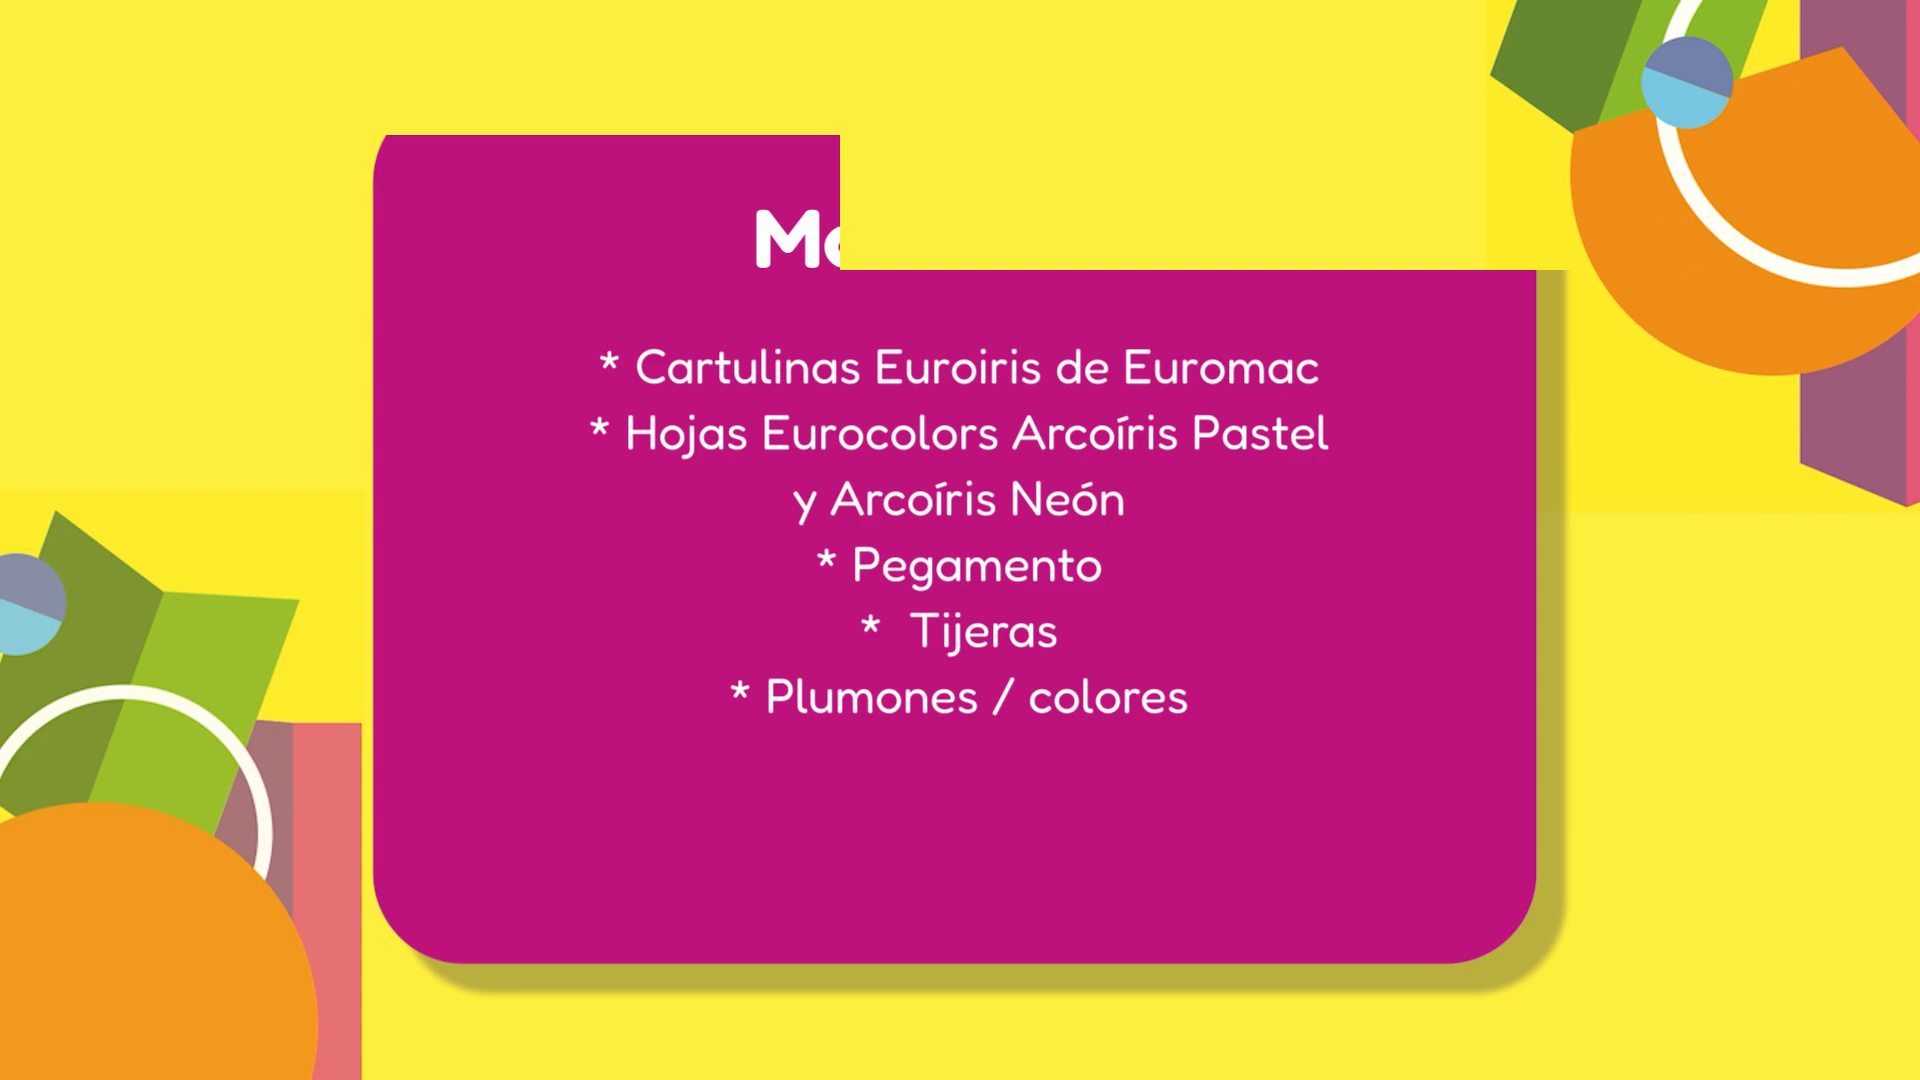 * Cartulinas Euroiris de Euromac
* Hojas Eurocolors Arcoíris Pastel
y Arcoíris Neón
* Pegamento
* Tijeras
* Plumones / colores